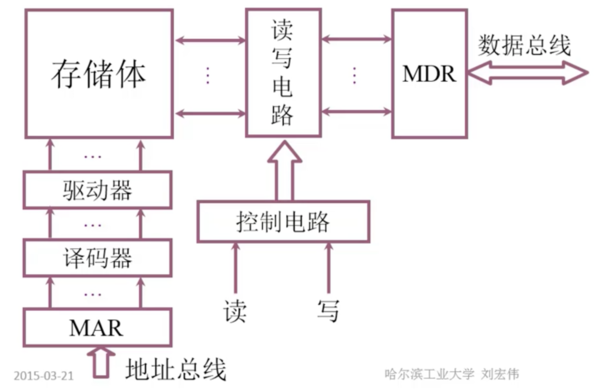 存储体
读写电路
MDR
数据总线
…
…
…
驱动器
控制电路
…
译码器
…
读
写
MAR
2015-03-21
地址总线
哈尔滨工业大学 刘宏伟